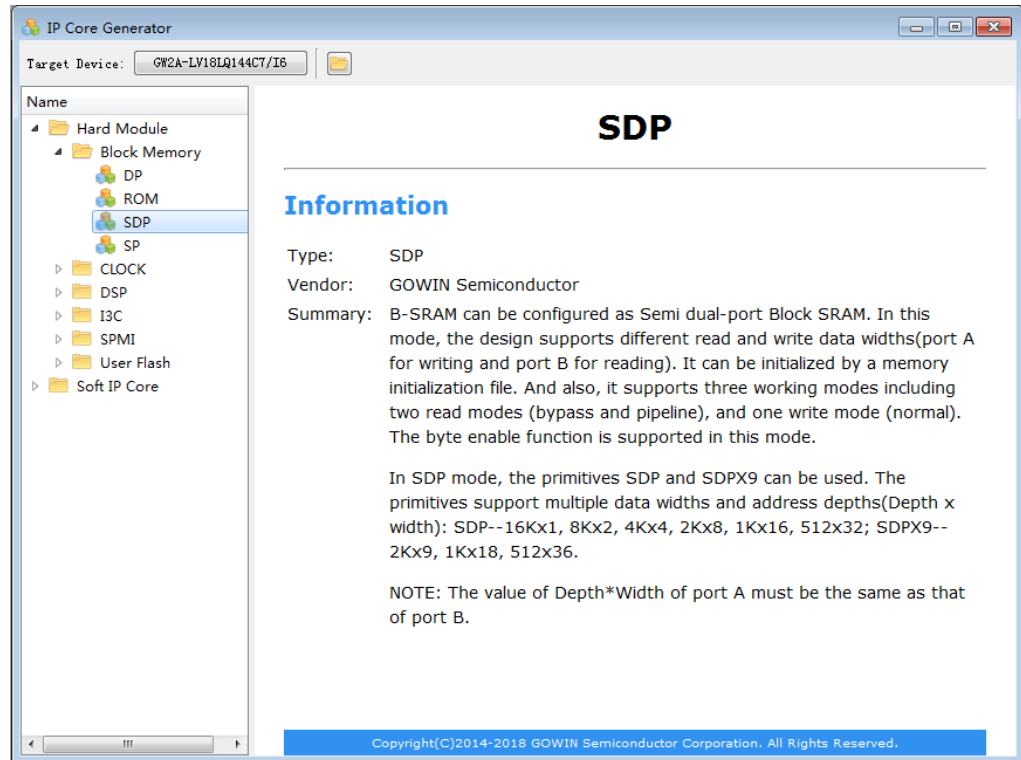 IP Core Generator
Target Device: GW2A-LV18LQ144C7/I6
Name
Hard Module
Block Memory
DP
ROM
SDP
SP
CLOCK
DSP
I3C
SPMI
User Flash
Soft IP Core
SDP
Information
Type: SDP
Vendor: GOWIN Semiconductor
Summary: B-SRAM can be configured as Semi dual-port Block SRAM. In this
mode, the design supports different read and write data widths(port A
for writing and port B for reading). It can be initialized by a memory
initialization file. And also, it supports three working modes including
two read modes (bypass and pipeline), and one write mode (normal).
The byte enable function is supported in this mode.
In SDP mode, the primitives SDP and SDPX9 can be used. The
primitives support multiple data widths and address depths(Depth x
width): SDP--16Kx1, 8Kx2, 4Kx4, 2Kx8, 1Kx16, 512x32; SDPX9--
2Kx9, 1Kx18, 512x36.
NOTE: The value of Depth*Width of port A must be the same as that
of port B.
Copyright(C)2014-2018 GOWIN Semiconductor Corporation. All Rights Reserved.